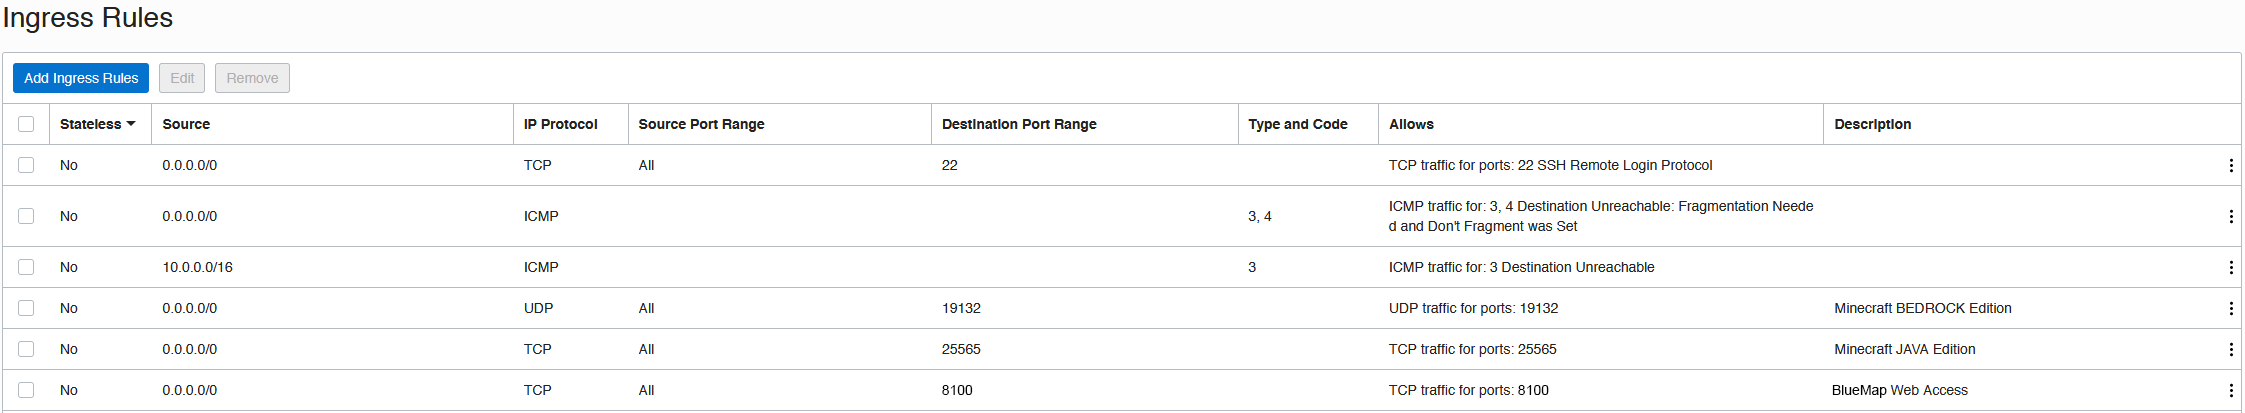 Ingress Rules
Add Ingress Rules Edit Remove
Stateless Source IP Protocol Source Port Range Destination Port Range Type and Code Allows Description
No 0.0.0.0/0 TCP All 22 TCP traffic for ports: 22 SSH Remote Login Protocol
No 0.0.0.0/0 ICMP 3, 4 ICMP traffic for: 3, 4 Destination Unreachable: Fragmentation Neede
d and Don't Fragment was Set
No 10.0.0.0/16 ICMP 3 ICMP traffic for: 3 Destination Unreachable
No 0.0.0.0/0 UDP All 19132 UDP traffic for ports: 19132 Minecraft BEDROCK Edition
No 0.0.0.0/0 TCP All 25565 TCP traffic for ports: 25565 Minecraft JAVA Edition
No 0.0.0.0/0 TCP All 8100 TCP traffic for ports: 8100 BlueMap Web Access